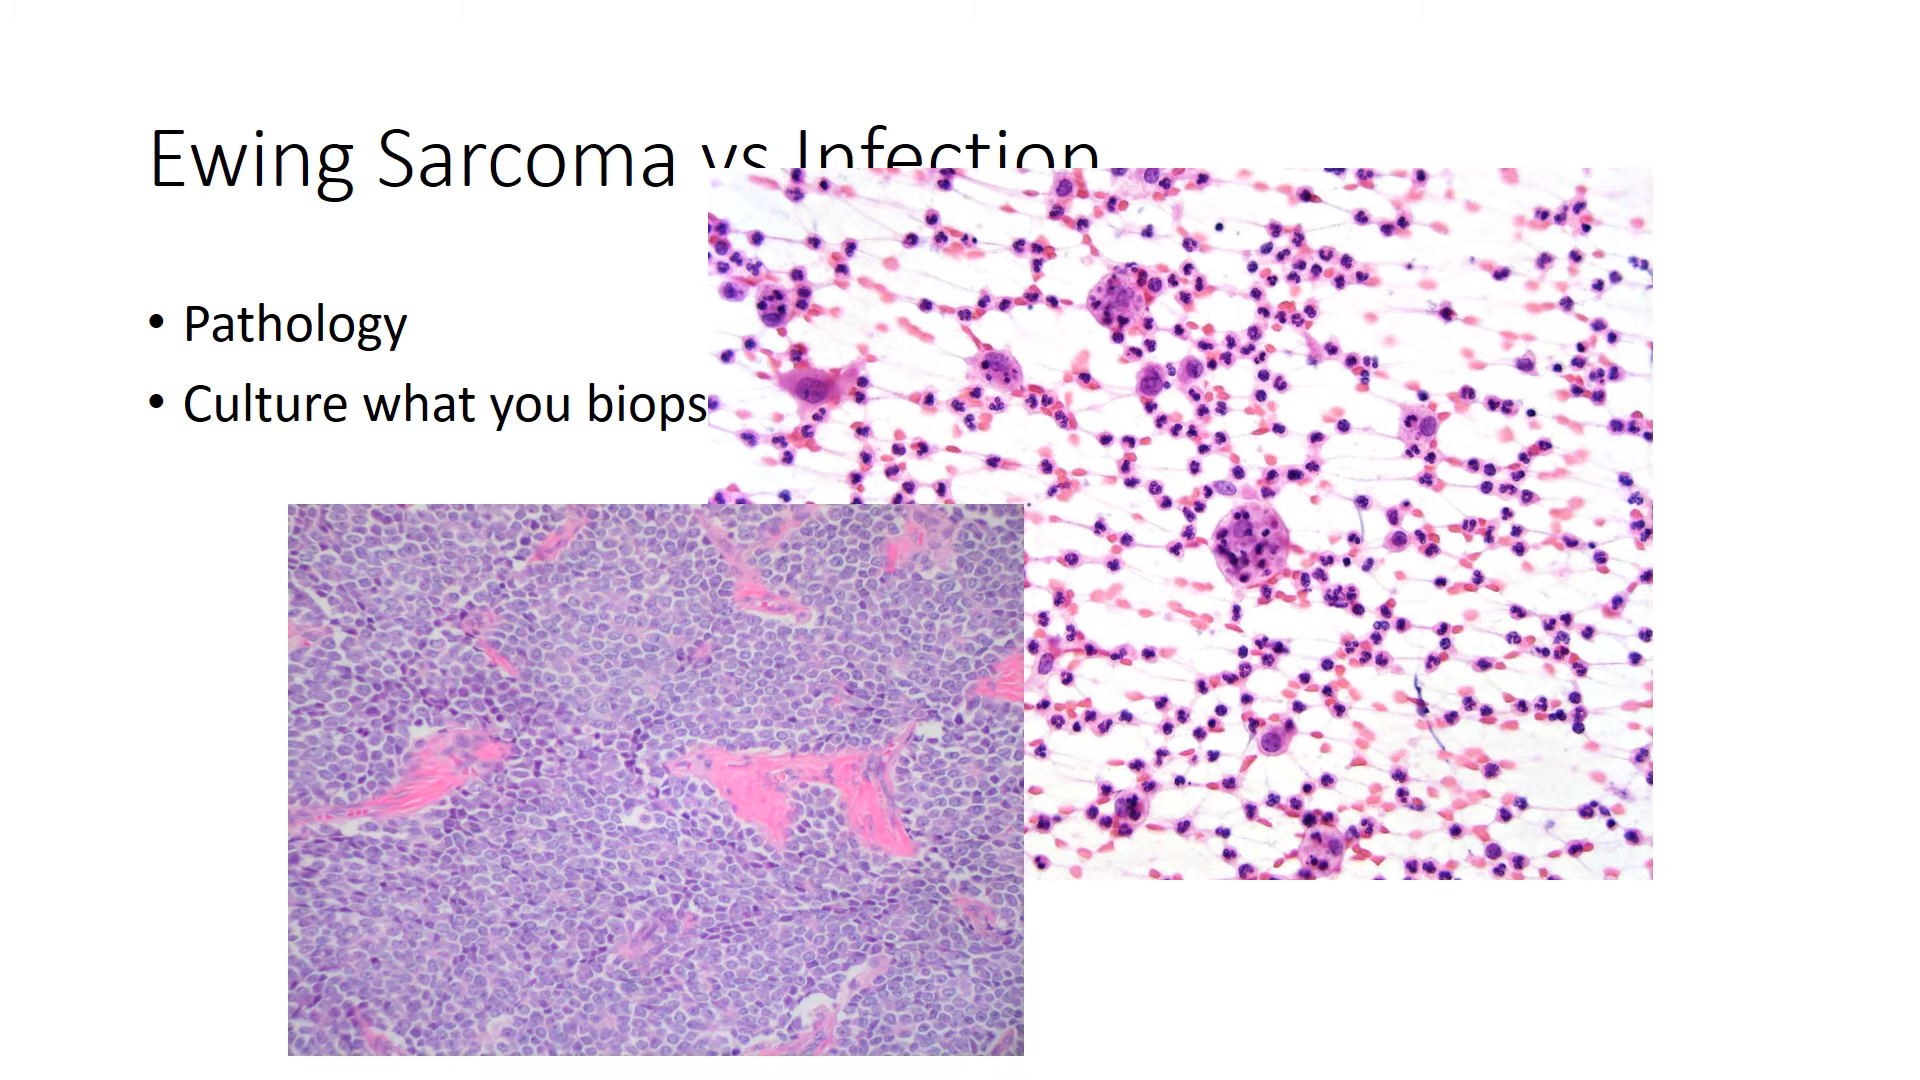 Ewing Sarcoma vs Infection
• Pathology
• Culture what you biops